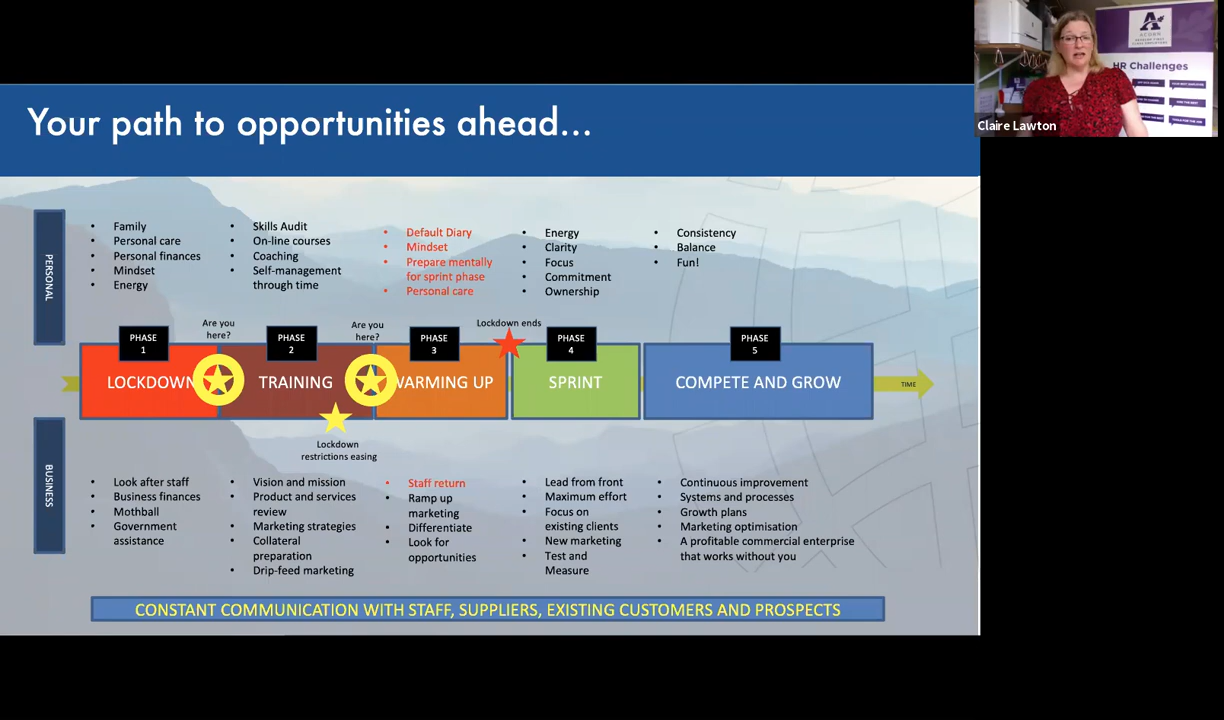 Your path to opportunities ahead...
HR Challenges
Claire Lawton
PERSONAL
• Family
• Personal care
• Personal finances
• Mindset
• Energy
• Skills Audit
• On-line courses
• Coaching
• Self-management
through time
• Default Diary
• Mindset
• Prepare mentally
for sprint phase
• Personal care
• Energy
• Clarity
• Focus
• Commitment
• Ownership
• Consistency
• Balance
• Fun!
Are you
here?
Are you
here?
Lockdown ends
PHASE
1
PHASE
2
PHASE
3
PHASE
4
PHASE
5
LOCKDOWN
TRAINING
WARMING UP
SPRINT
COMPETE AND GROW
TIME
Lockdown
restrictions easing
BUSINESS
• Look after staff
• Business finances
• Mothball
• Government
assistance
• Vision and mission
• Product and services
review
• Marketing strategies
• Collateral
preparation
• Drip-feed marketing
• Staff return
• Ramp up
marketing
• Differentiate
• Look for
opportunities
• Lead from front
• Maximum effort
• Focus on
existing clients
• New marketing
• Test and
Measure
• Continuous improvement
• Systems and processes
• Growth plans
• Marketing optimisation
• A profitable commercial enterprise
that works without you
CONSTANT COMMUNICATION WITH STAFF, SUPPLIERS, EXISTING CUSTOMERS AND PROSPECTS